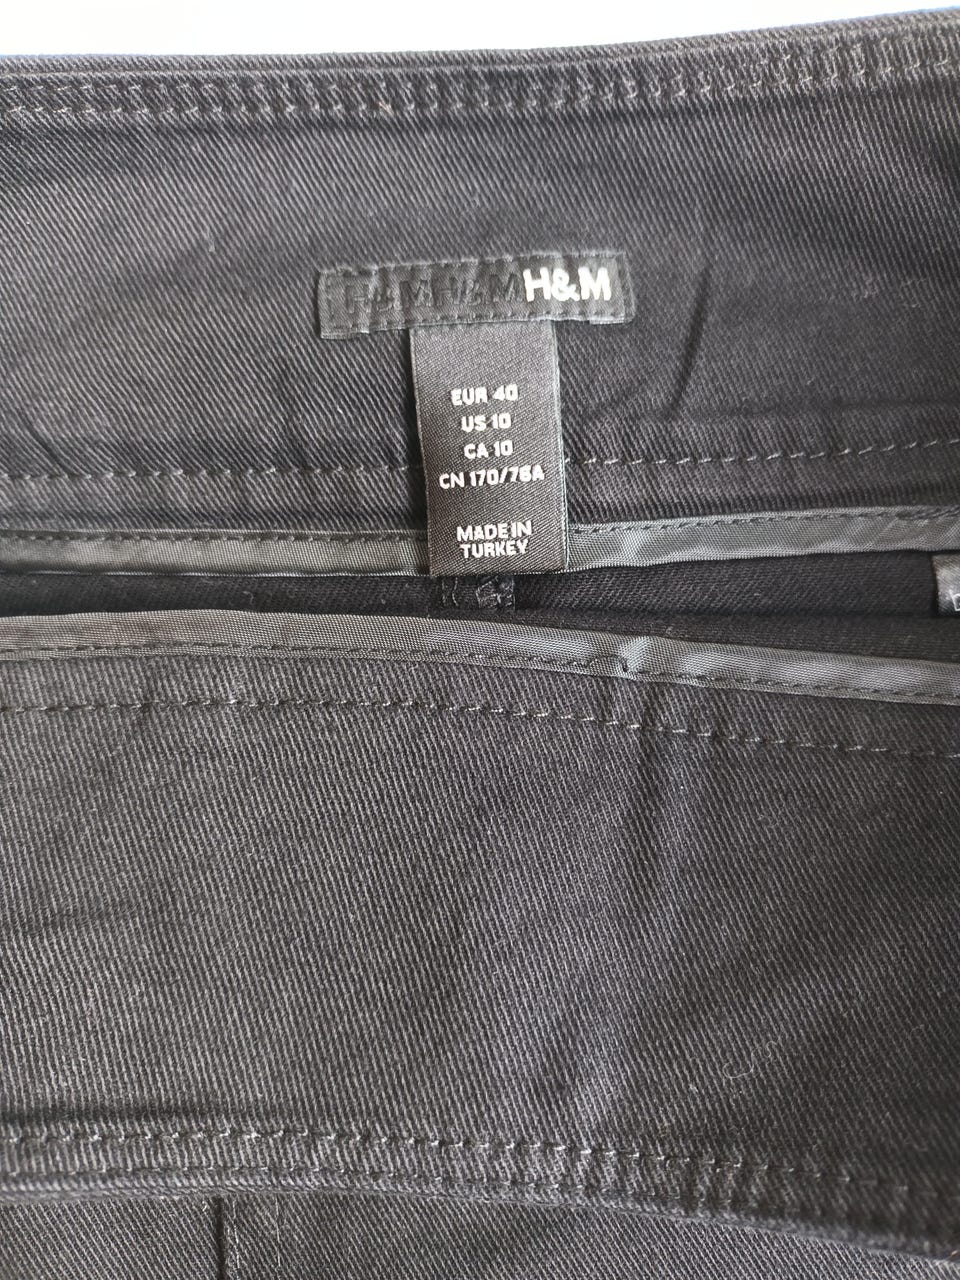 H&M H&M H&M
EUR 40
US 10
CA 10
CN 170/76A
MADE IN
TURKEY